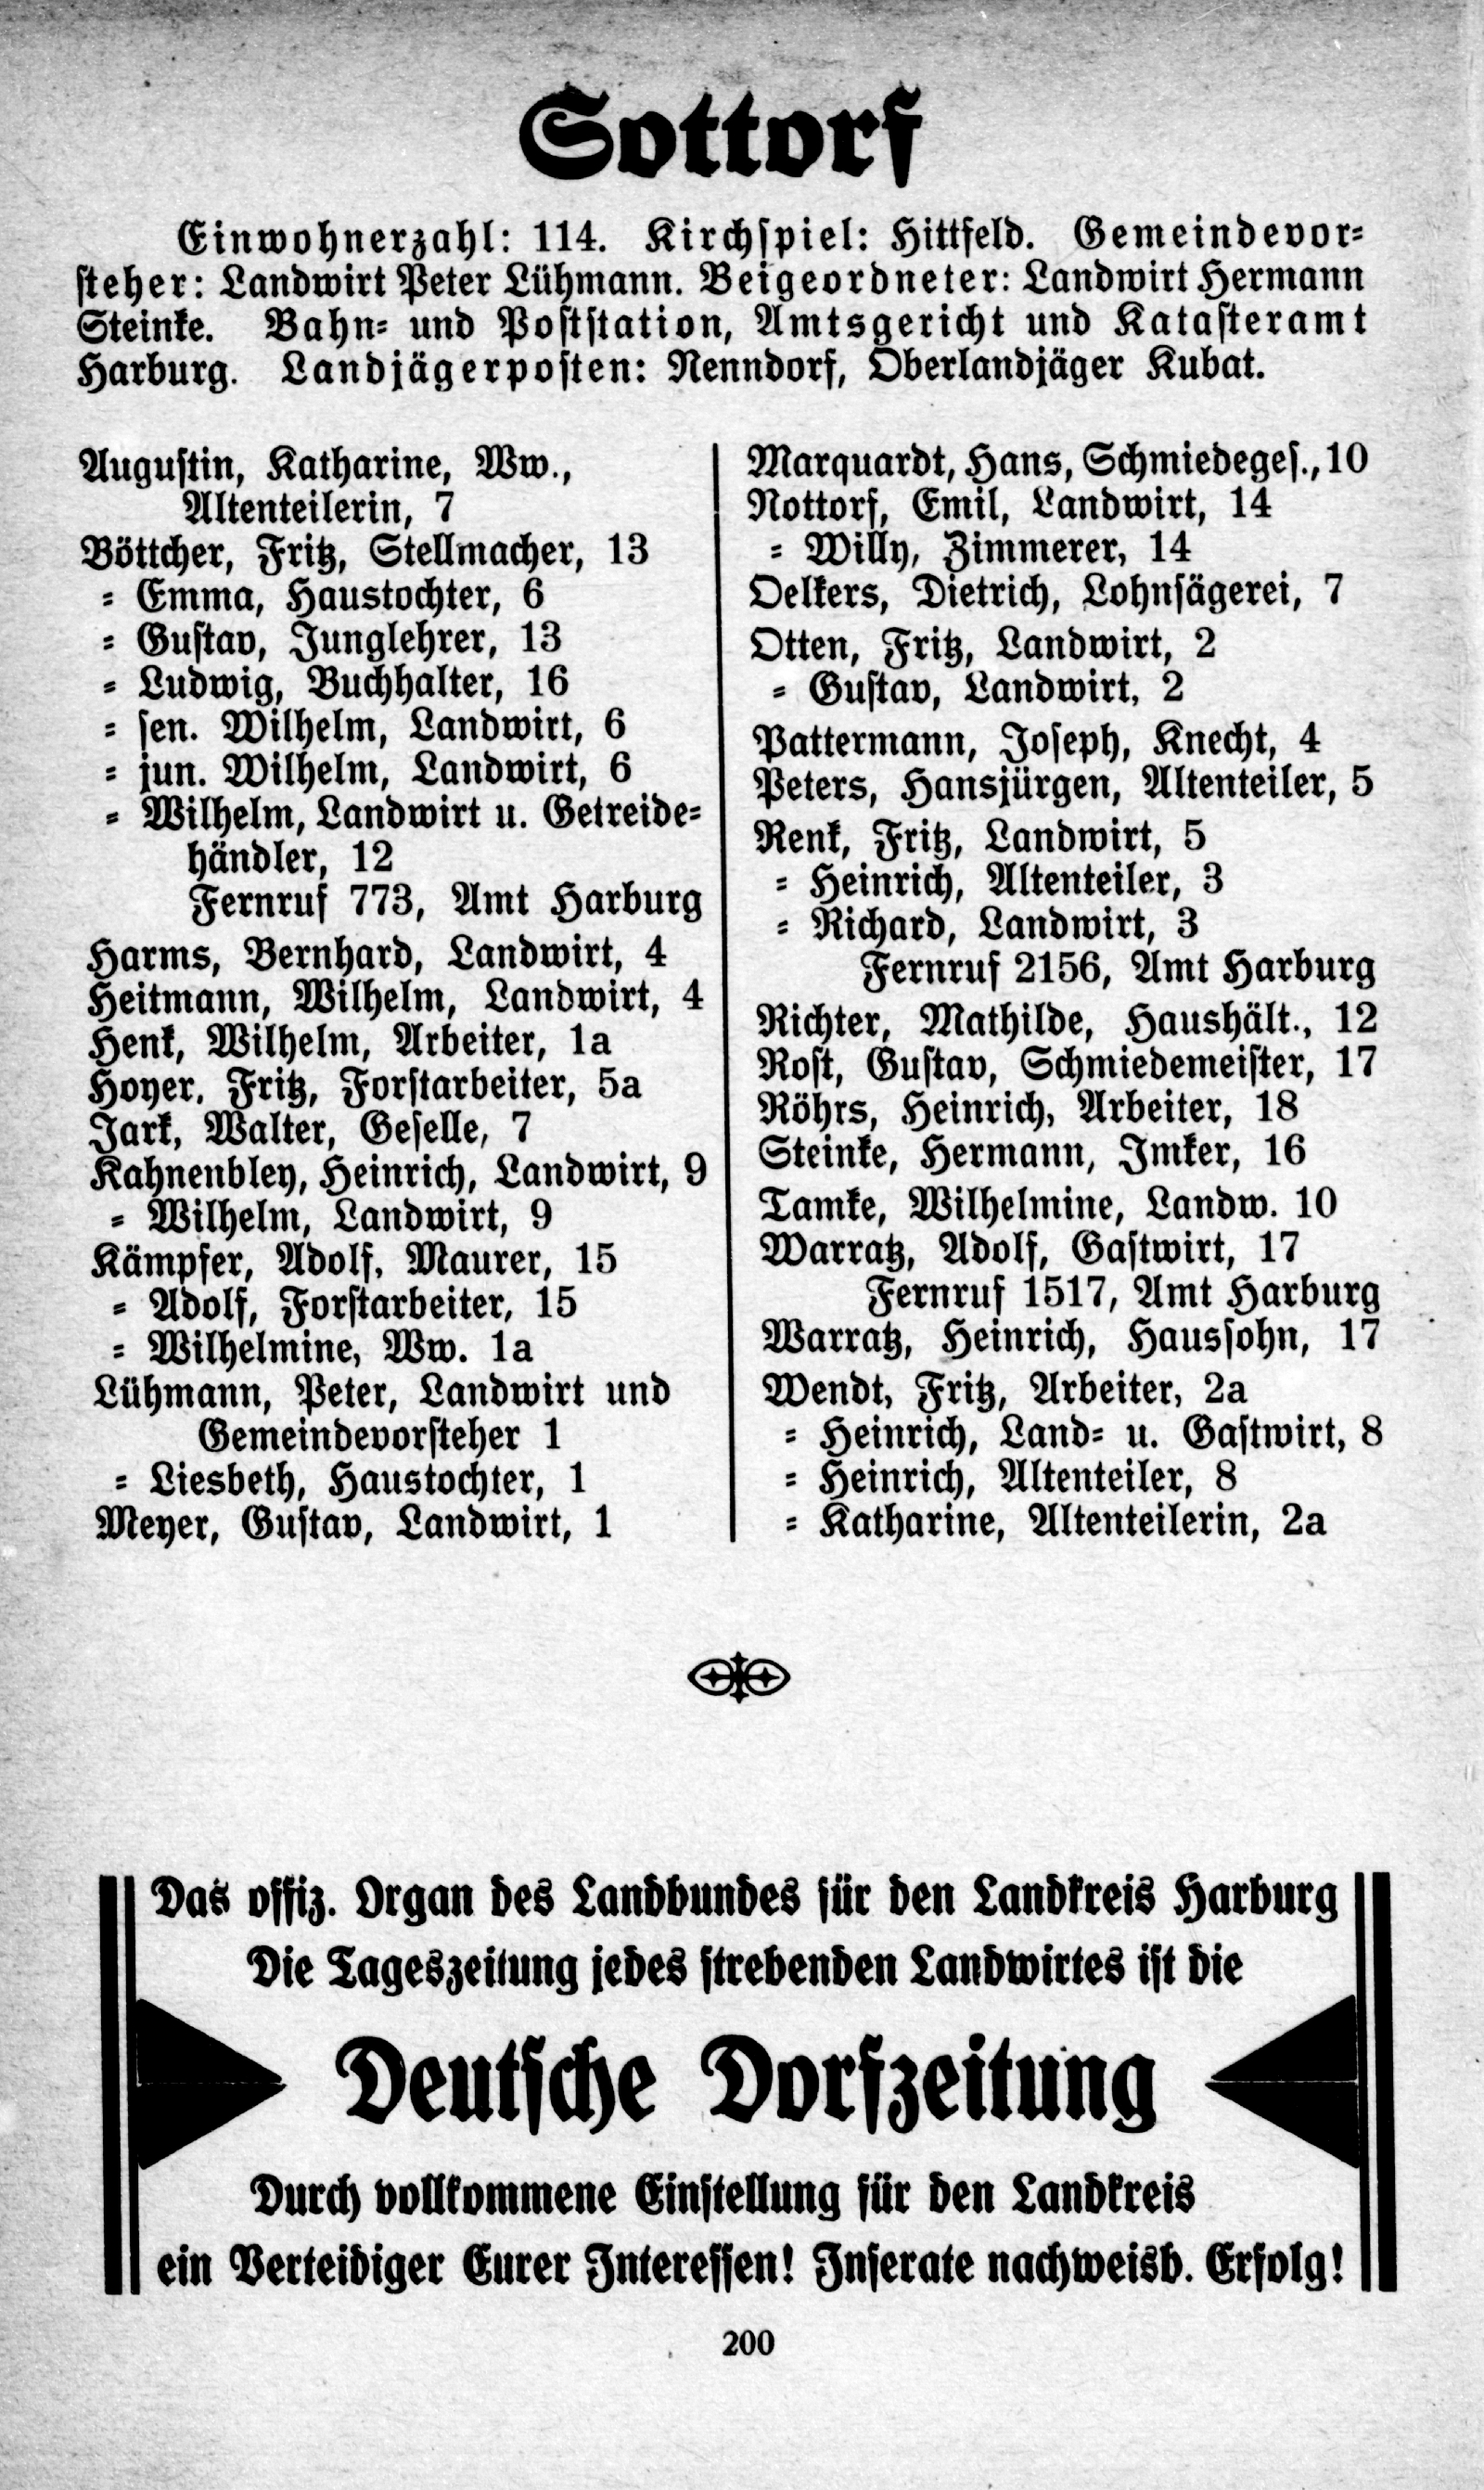 Sottorf
Einwohnerzahl: 114. Kirchspiel: Hittfeld. Gemeindevor-
steher: Landwirt Peter Lühmann. Beigeordneter: Landwirt Hermann
Steinke. Bahn- und Poststation, Amtsgericht und Katasteramt
Harburg. Landjägerposten: Nenndorf, Oberlandjäger Kubat.
Augustin, Katharine, Ww.,
Altenteilerin, 7
Böttcher, Fritz, Stellmacher, 13
- Emma, Haustochter, 6
- Gustav, Junglehrer, 13
- Ludwig, Buchhalter, 16
- sen. Wilhelm, Landwirt, 6
- jun. Wilhelm, Landwirt, 6
- Wilhelm, Landwirt u. Getreide-
händler, 12
Fernruf 773, Amt Harburg
Harms, Bernhard, Landwirt, 4
Heitmann, Wilhelm, Landwirt, 4
Henk, Wilhelm, Arbeiter, 1a
Hoyer, Fritz, Forstarbeiter, 5a
Jark, Walter, Geselle, 7
Kahnenbley, Heinrich, Landwirt, 9
- Wilhelm, Landwirt, 9
Kämpfer, Adolf, Maurer, 15
- Adolf, Forstarbeiter, 15
- Wilhelmine, Ww. 1a
Lühmann, Peter, Landwirt und
Gemeindevorsteher 1
- Liesbeth, Haustochter, 1
Meyer, Gustav, Landwirt, 1
Marquardt, Hans, Schmiedeges., 10
Nottorf, Emil, Landwirt, 14
- Willy, Zimmerer, 14
Oelkers, Dietrich, Lohnsägerei, 7
Otten, Fritz, Landwirt, 2
- Gustav, Landwirt, 2
Pattermann, Joseph, Knecht, 4
Peters, Hansjürgen, Altenteiler, 5
Renk, Fritz, Landwirt, 5
- Heinrich, Altenteiler, 3
- Richard, Landwirt, 3
Fernruf 2156, Amt Harburg
Richter, Mathilde, Haushält., 12
Rost, Gustav, Schmiedemeister, 17
Röhrs, Heinrich, Arbeiter, 18
Steinke, Hermann, Imker, 16
Tamke, Wilhelmine, Landw. 10
Warratz, Adolf, Gastwirt, 17
Fernruf 1517, Amt Harburg
Warratz, Heinrich, Haussohn, 17
Wendt, Fritz, Arbeiter, 2a
- Heinrich, Land- u. Gastwirt, 8
- Heinrich, Altenteiler, 8
- Katharine, Altenteilerin, 2a
Das offiz. Organ des Landbundes für den Landkreis Harburg
Die Tageszeitung jedes strebenden Landwirtes ist die
Deutsche Dorfzeitung
Durch vollkommene Einstellung für den Landkreis
ein Verteidiger Eurer Interessen! Inserate nachweisb. Erfolg!
200